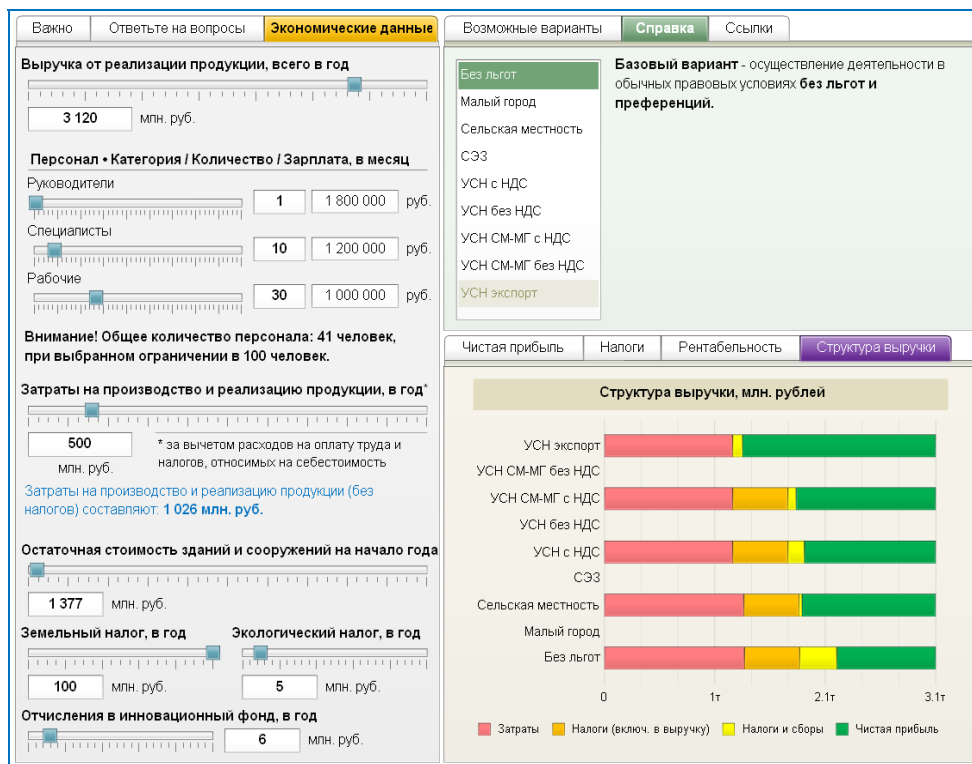 Важно
Ответьте на вопросы
Экономические данные
Выручка от реализации продукции, всего в год
3 120 млн. руб.
Персонал • Категория / Количество / Зарплата, в месяц
Руководители
1 1 800 000 руб.
Специалисты
10 1 200 000 руб.
Рабочие
30 1 000 000 руб.
Внимание! Общее количество персонала: 41 человек,
при выбранном ограничении в 100 человек.
Затраты на производство и реализацию продукции, в год*
500
млн. руб.
* за вычетом расходов на оплату труда и
налогов, относимых на себестоимость
Затраты на производство и реализацию продукции (без
налогов) составляют: 1 026 млн. руб.
Остаточная стоимость зданий и сооружений на начало года
1 377 млн. руб.
Земельный налог, в год
100 млн. руб.
Экологический налог, в год
5 млн. руб.
Отчисления в инновационный фонд, в год
6 млн. руб.
Возможные варианты
Справка
Ссылки
Без льгот
Малый город
Сельская местность
СЭЗ
УСН с НДС
УСН без НДС
УСН СМ-МГ с НДС
УСН СМ-МГ без НДС
УСН экспорт
Базовый вариант - осуществление деятельности в
обычных правовых условиях без льгот и
преференций.
Чистая прибыль
Налоги
Рентабельность
Структура выручки
Структура выручки, млн. рублей
УСН экспорт
УСН СМ-МГ без НДС
УСН СМ-МГ с НДС
УСН без НДС
УСН с НДС
СЭЗ
Сельская местность
Малый город
Без льгот
0 1т 2.1т 3.1т
Затраты Налоги (включ. в выручку) Налоги и сборы Чистая прибыль